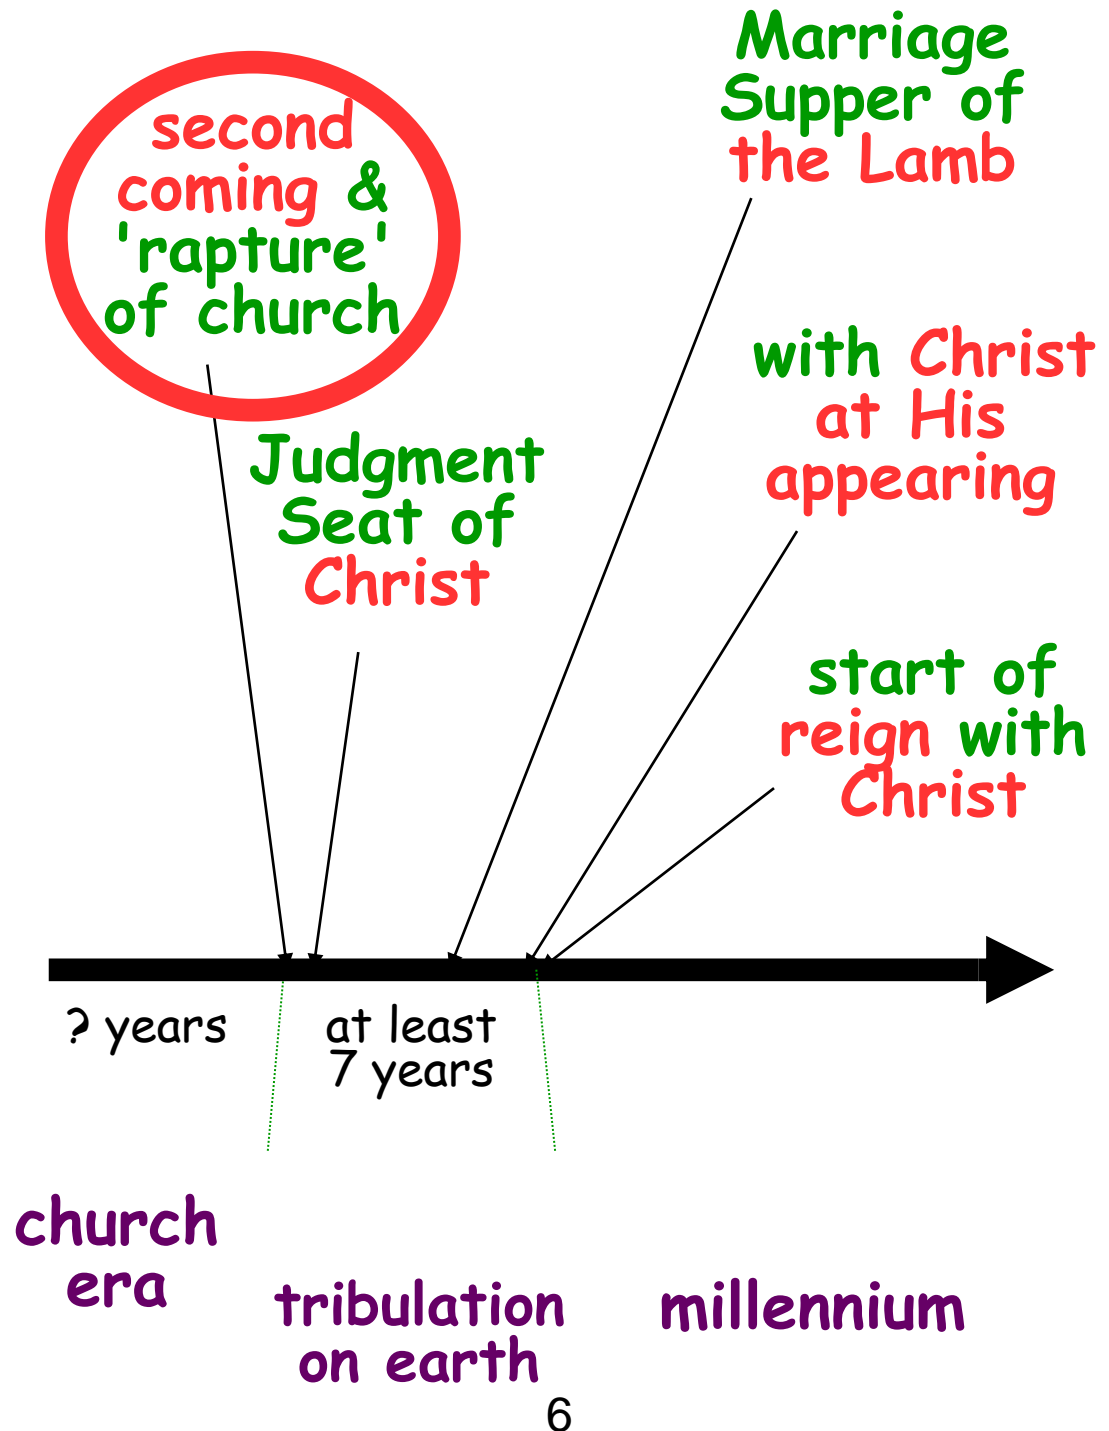 second
coming &
'rapture'
of church
Judgment
Seat of
Christ
Marriage
Supper of
the Lamb
with Christ
at His
appearing
start of
reign with
Christ
? years
at least
7 years
church
era
tribulation
on earth
millennium
6